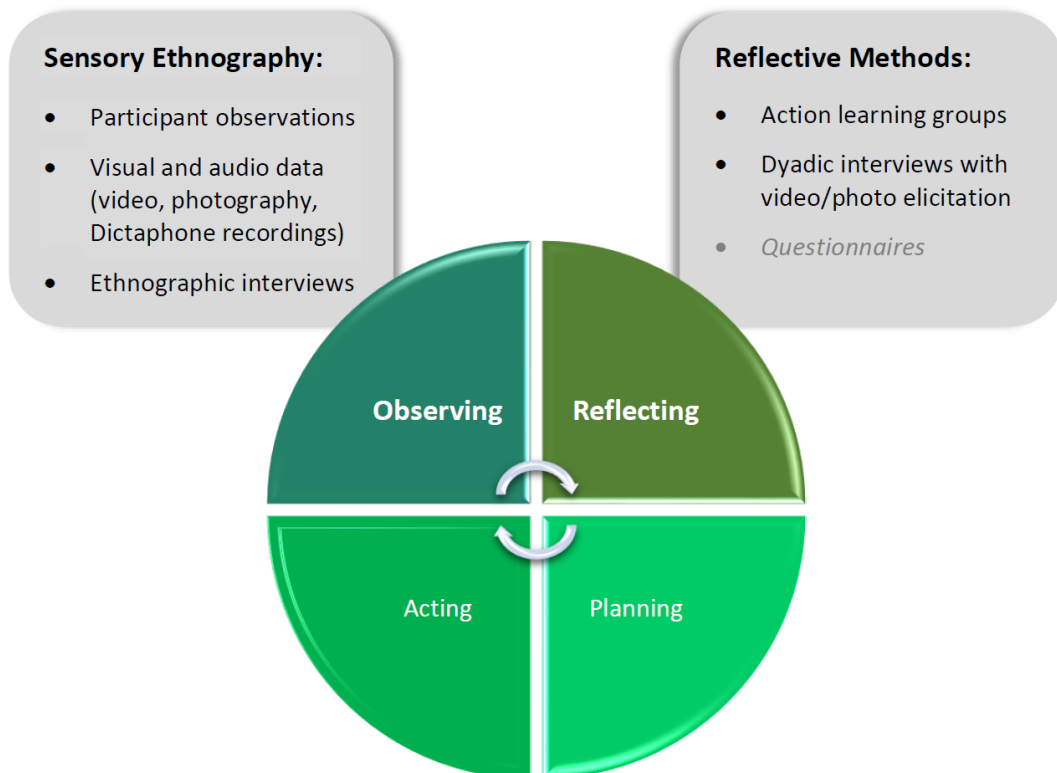 Sensory Ethnography:
• Participant observations
• Visual and audio data
(video, photography,
Dictaphone recordings)
• Ethnographic interviews
Reflective Methods:
• Action learning groups
• Dyadic interviews with
video/photo elicitation
• Questionnaires
Observing
Reflecting
Acting
Planning